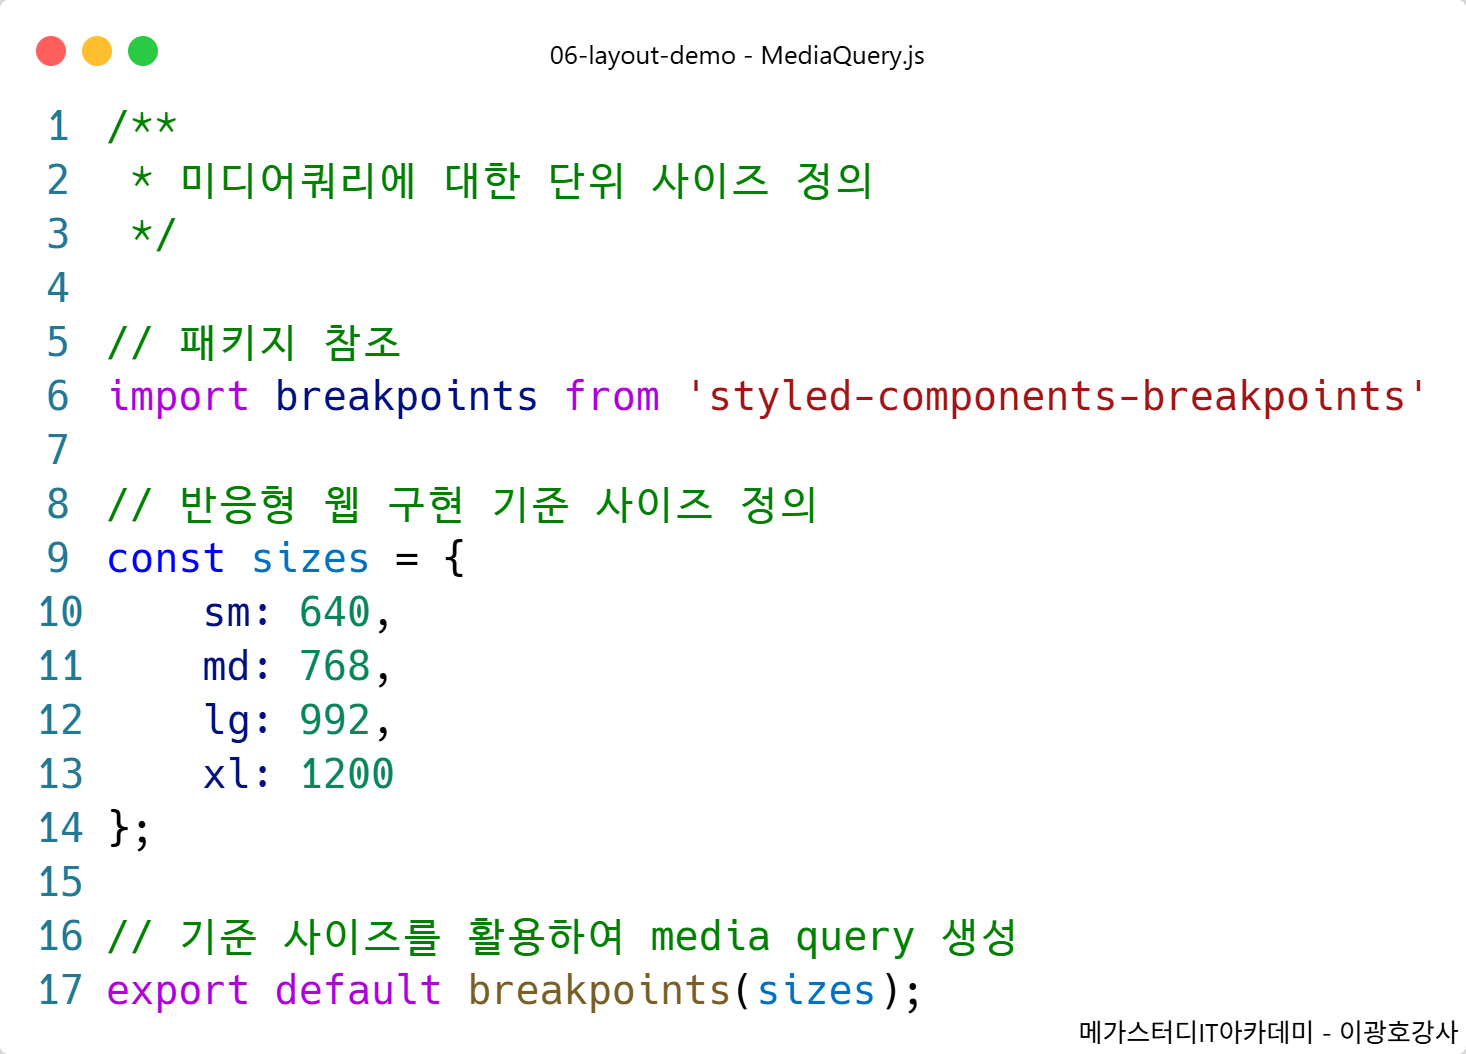 06-layout-demo - MediaQuery.js
1 /**
2  * 미디어쿼리에 대한 단위 사이즈 정의
3  */
4
5 // 패키지 참조
6 import breakpoints from 'styled-components-breakpoints'
7
8 // 반응형 웹 구현 기준 사이즈 정의
9 const sizes = {
10     sm: 640,
11     md: 768,
12     lg: 992,
13     xl: 1200
14 };
15
16 // 기준 사이즈를 활용하여 media query 생성
17 export default breakpoints(sizes);
메가스터디IT아카데미 - 이광호강사